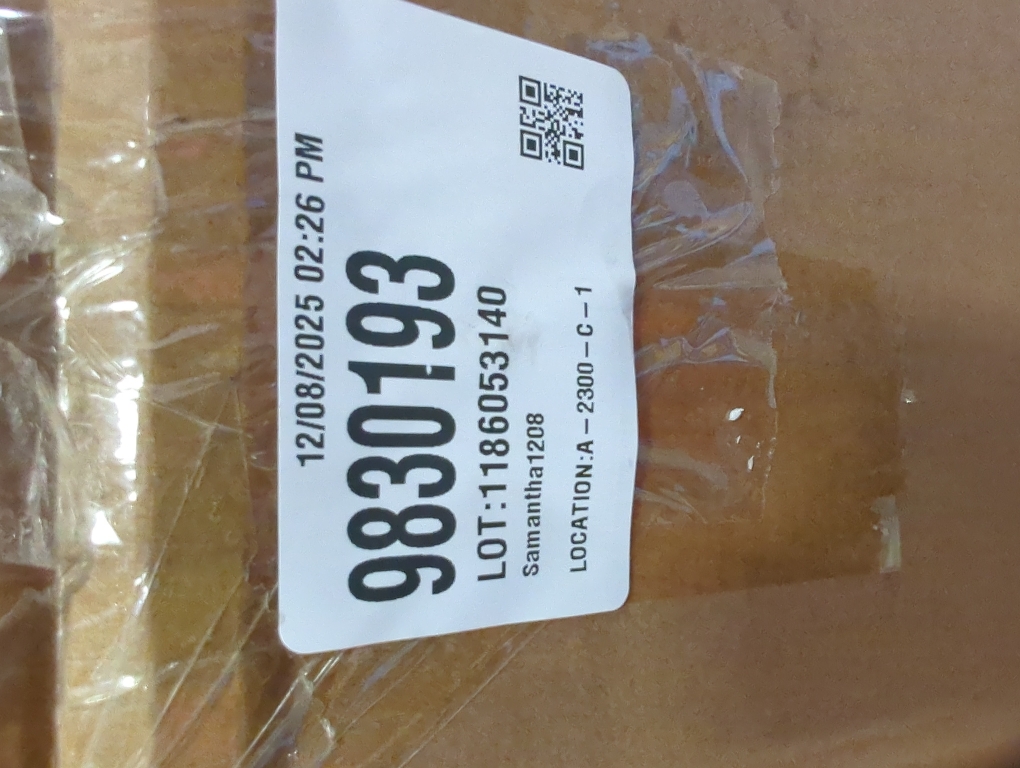 12/08/2025 02:26 PM
9830193
LOT:1186053140
Samantha1208
LOCATION:A-2300-C-1